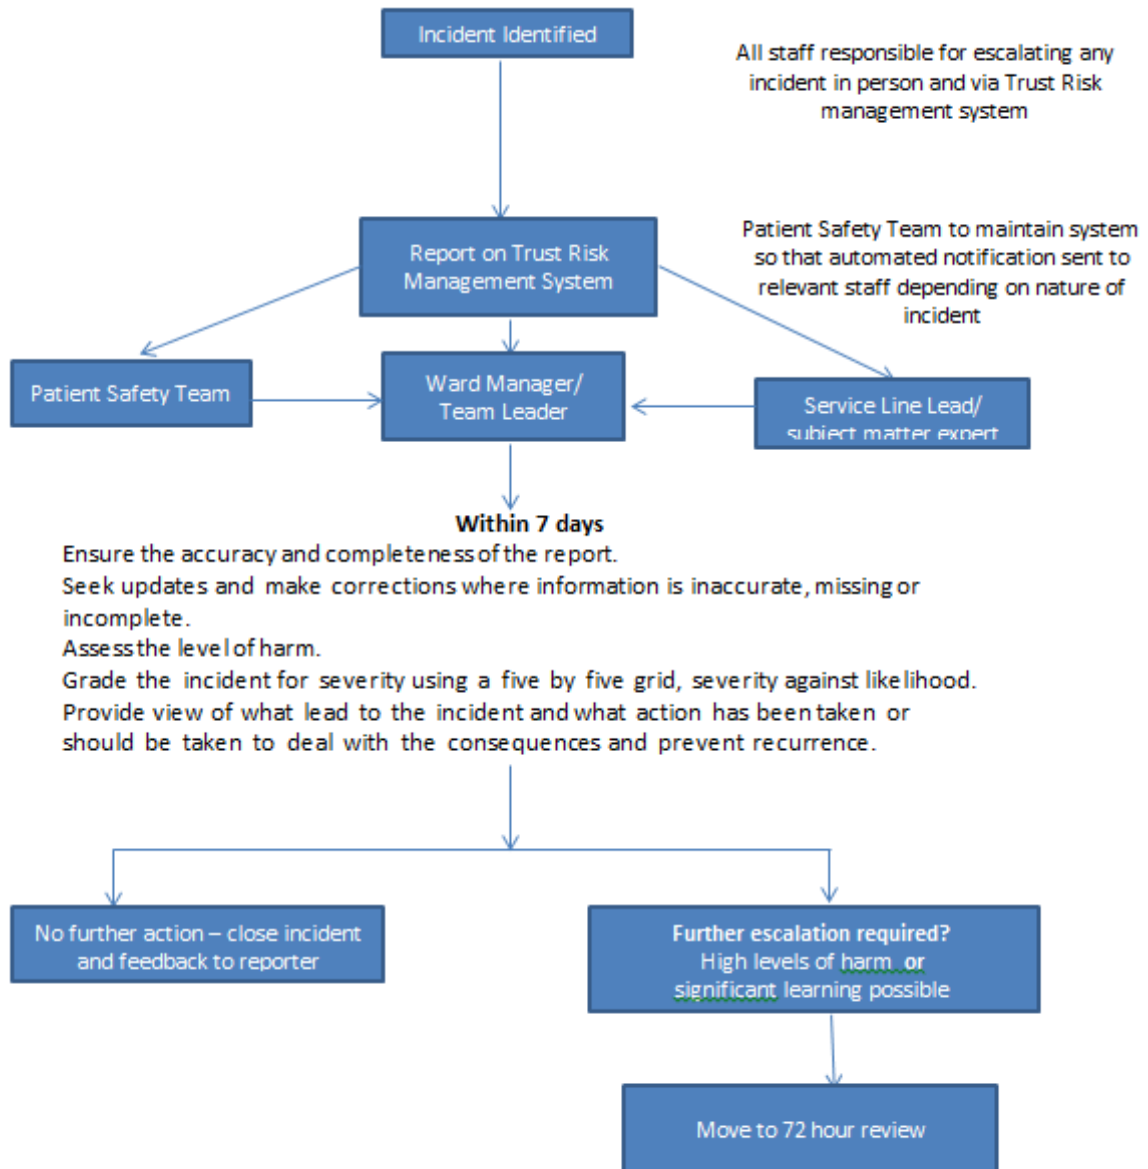 Incident Identified
All staff responsible for escalating any
incident in person and via Trust Risk
management system
Report on Trust Risk
Management System
Patient Safety Team to maintain system
so that automated notification sent to
relevant staff depending on nature of
incident
Patient Safety Team
Ward Manager/
Team Leader
Service Line Lead/
subject matter expert
Within 7 days
Ensure the accuracy and completeness of the report.
Seek updates and make corrections where information is inaccurate, missing or
incomplete.
Assess the level of harm.
Grade the incident for severity using a five by five grid, severity against likelihood.
Provide view of what lead to the incident and what action has been taken or
should be taken to deal with the consequences and prevent recurrence.
No further action – close incident
and feedback to reporter
Further escalation required?
High levels of harm or
significant learning possible
Move to 72 hour review